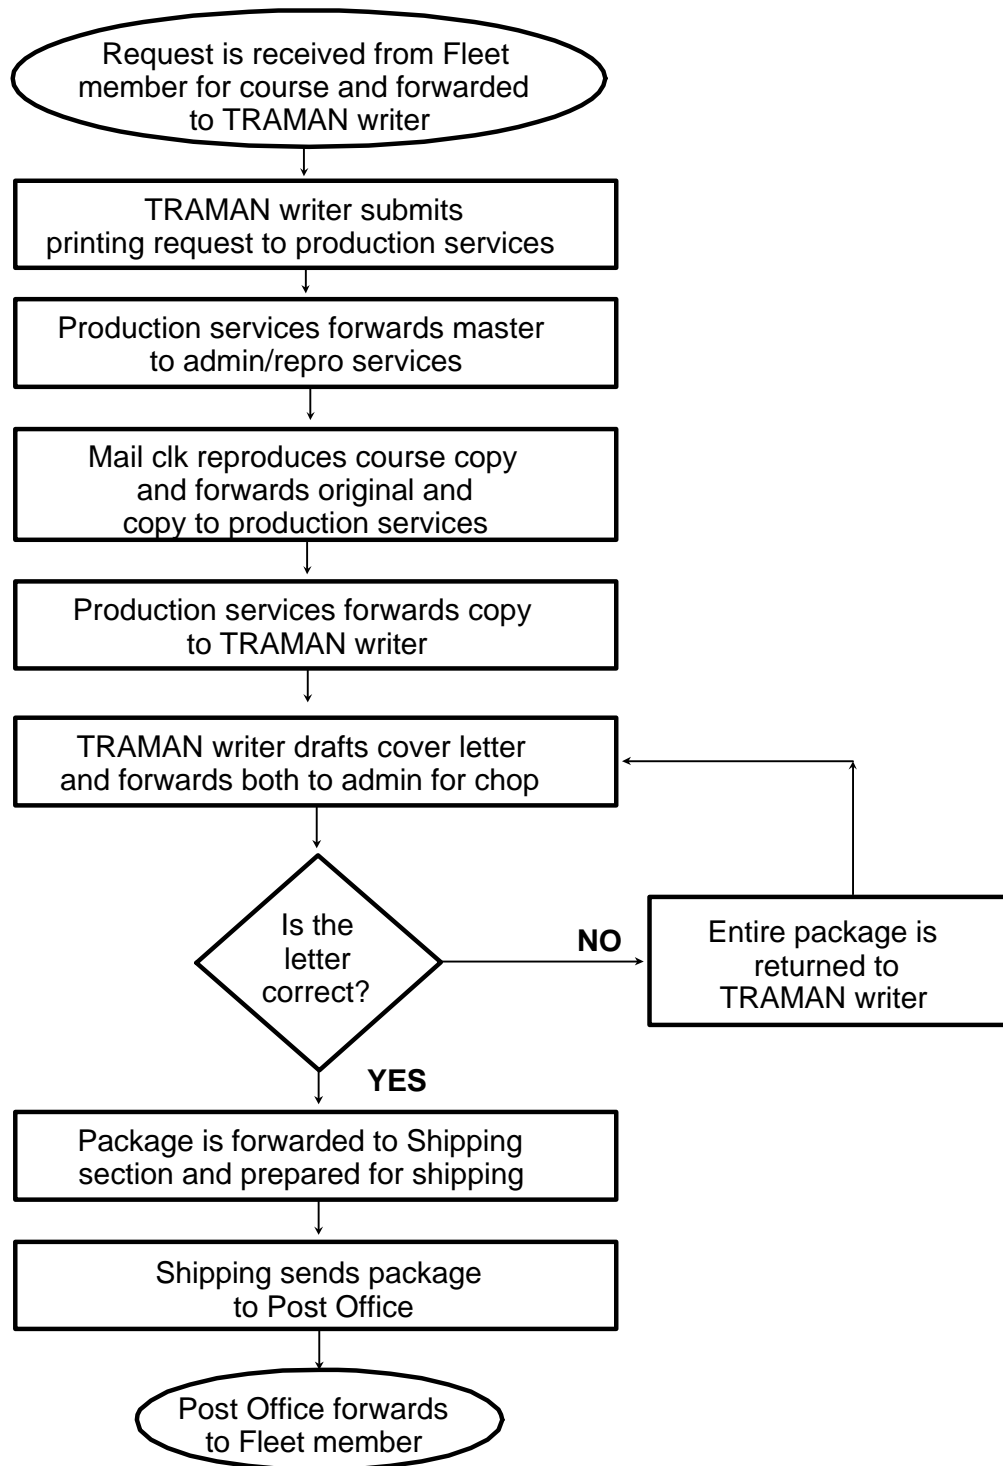 Request is received from Fleet
member for course and forwarded
to TRAMAN writer
TRAMAN writer submits
printing request to production services
Production services forwards master
to admin/repro services
Mail clk reproduces course copy
and forwards original and
copy to production services
Production services forwards copy
to TRAMAN writer
TRAMAN writer drafts cover letter
and forwards both to admin for chop
Is the
letter
correct?
NO
Entire package is
returned to
TRAMAN writer
YES
Package is forwarded to Shipping
section and prepared for shipping
Shipping sends package
to Post Office
Post Office forwards
to Fleet member